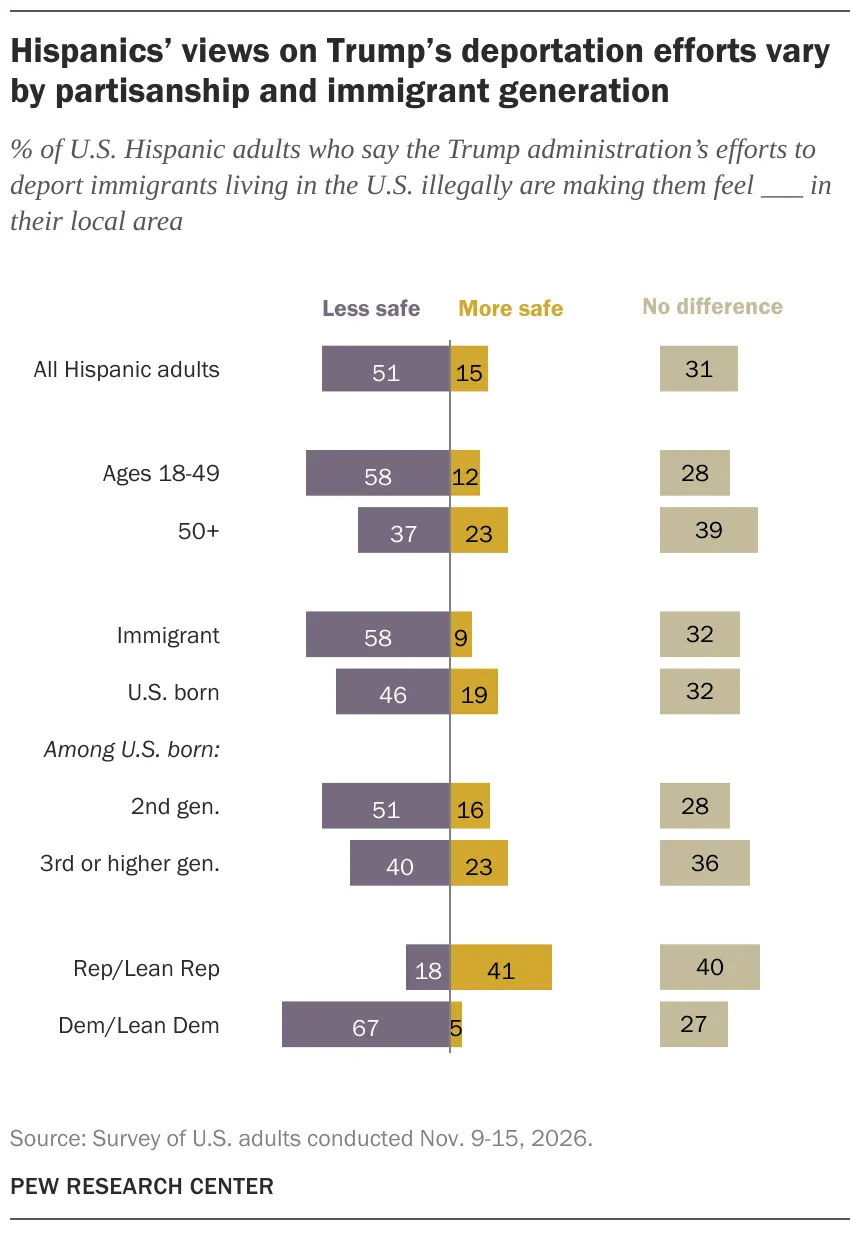 Hispanics’ views on Trump’s deportation efforts vary
by partisanship and immigrant generation
% of U.S. Hispanic adults who say the Trump administration’s efforts to
deport immigrants living in the U.S. illegally are making them feel ___ in
their local area
Less safe More safe No difference
All Hispanic adults 51 15 31
Ages 18-49 58 12 28
50+ 37 23 39
Immigrant 58 9 32
U.S. born 46 19 32
Among U.S. born:
2nd gen. 51 16 28
3rd or higher gen. 40 23 36
Rep/Lean Rep 18 41 40
Dem/Lean Dem 67 5 27
Source: Survey of U.S. adults conducted Nov. 9-15, 2026.
PEW RESEARCH CENTER